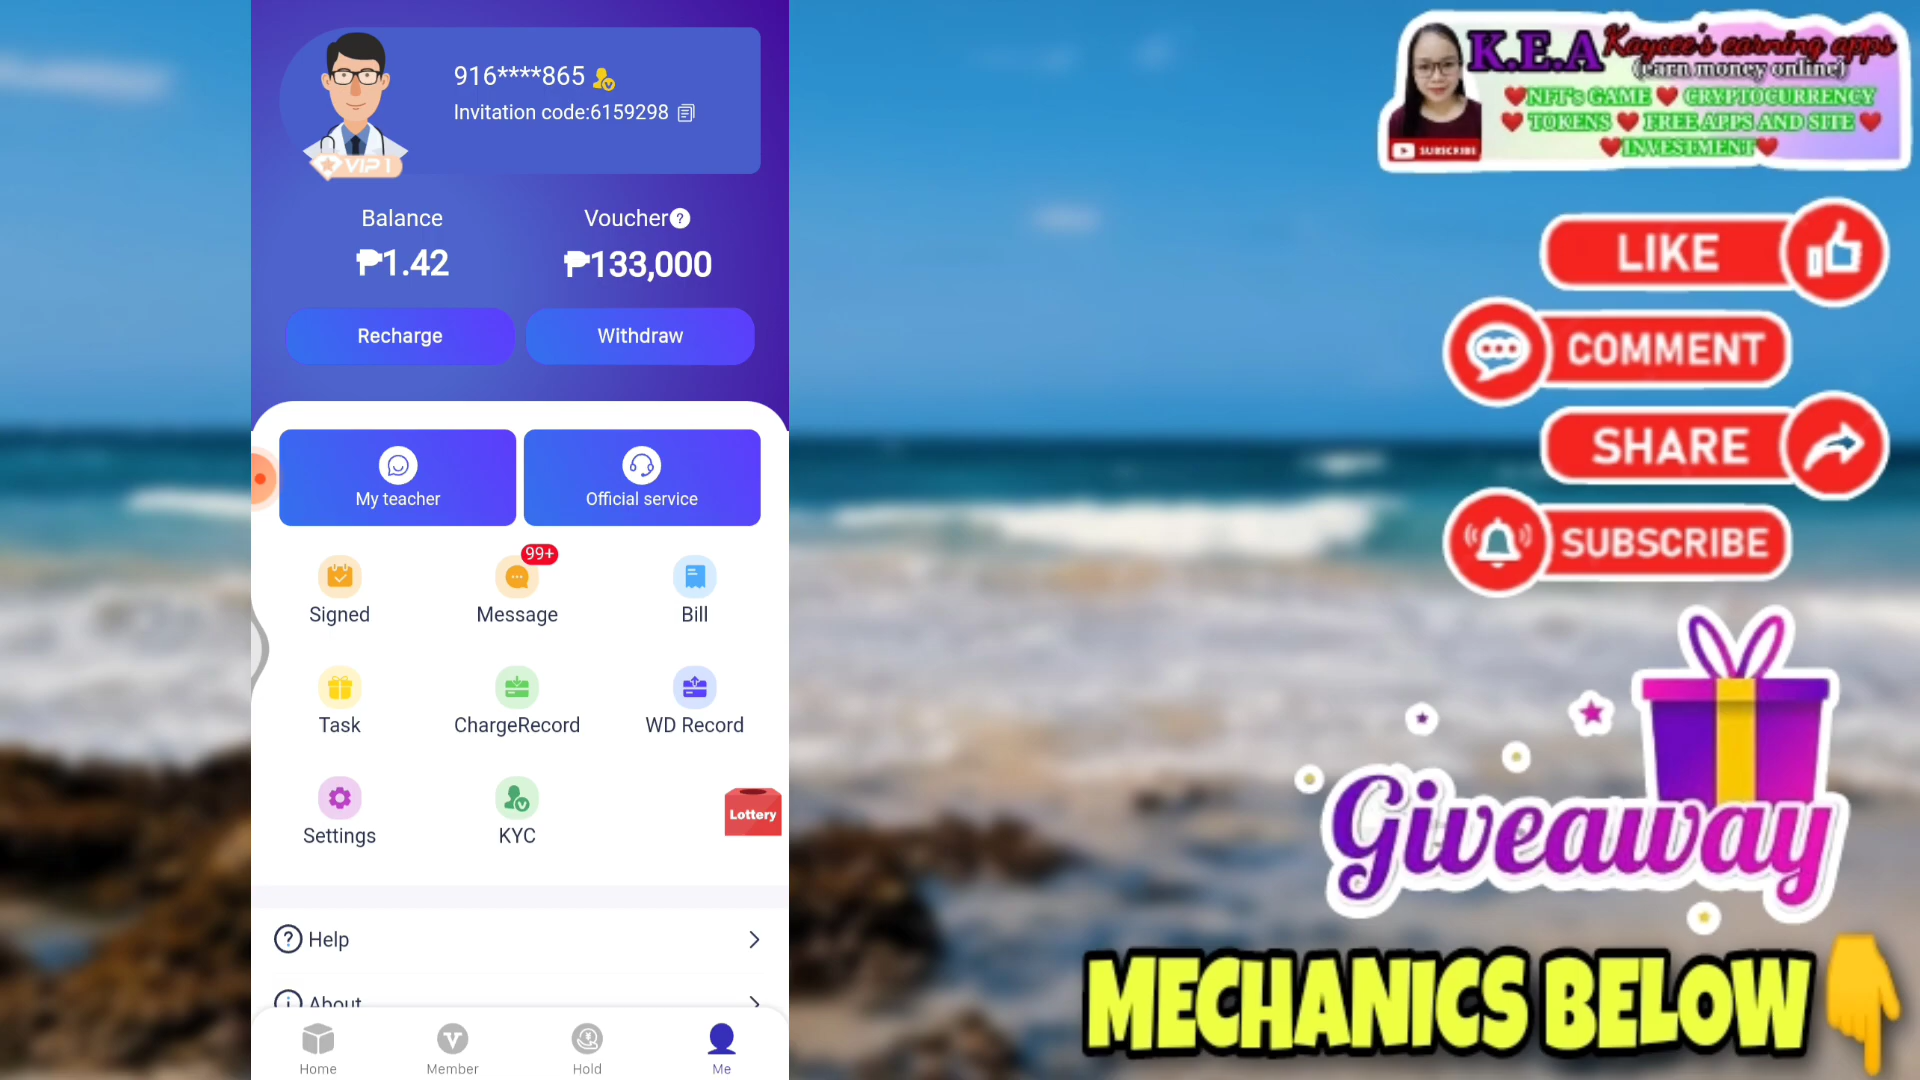 916****865
Invitation code:6159298
VIP1
Balance
Voucher?
₱1.42
₱133,000
Recharge
Withdraw
My teacher
Official service
99+
Signed
Message
Bill
Task
ChargeRecord
WD Record
Settings
KYC
Lottery
Help
About
Home
Member
Hold
Me
K.E.A Kaycee's earning apps
(earn money online)
NFT's GAME CRYPTOCURRENCY
TOKENS FREE APPS AND SITE
INVESTMENT
SUBSCRIBE
LIKE
COMMENT
SHARE
SUBSCRIBE
Giveaway
MECHANICS BELOW